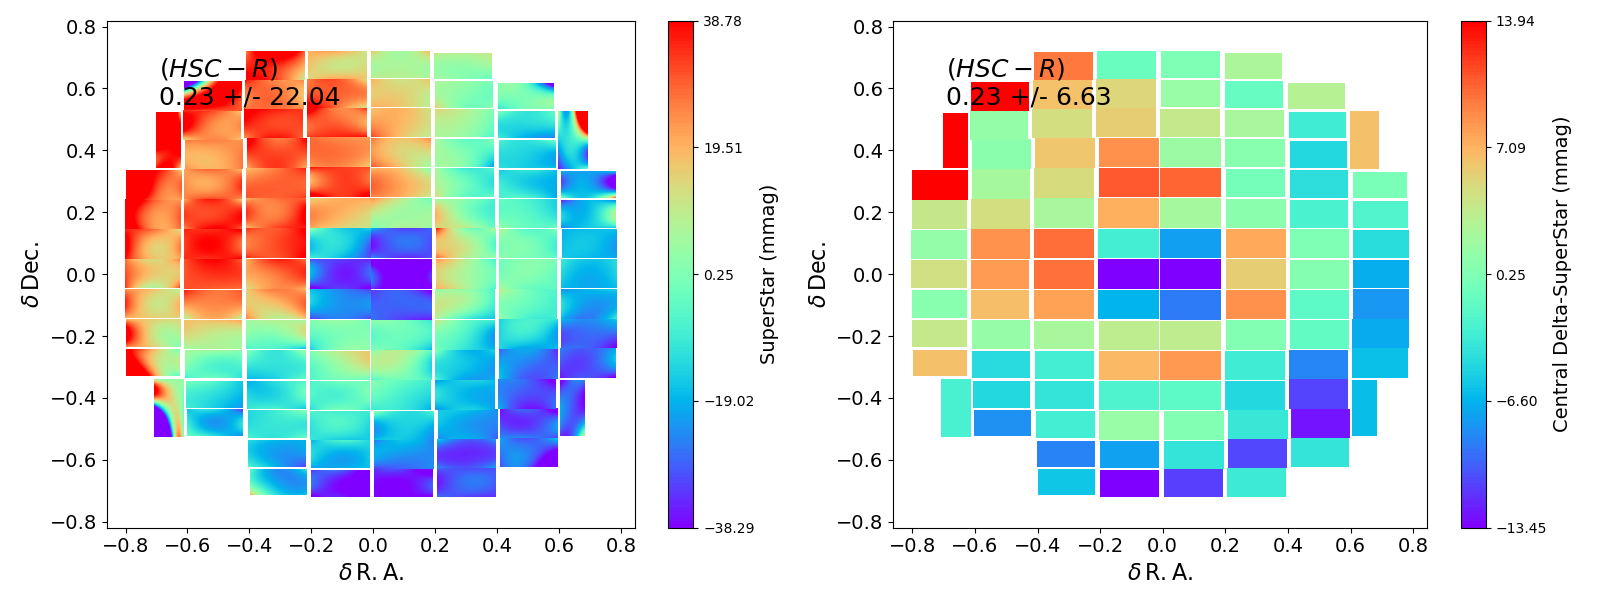 (HSC − R)
0.23 +/- 22.04
0.8
0.6
0.4
0.2
0.0
−0.2
−0.4
−0.6
−0.8
δ Dec.
−0.8 −0.6 −0.4 −0.2 0.0 0.2 0.4 0.6 0.8
δ R. A.
38.78
19.51
0.25
−19.02
−38.29
SuperStar (mmag)
(HSC − R)
0.23 +/- 6.63
0.8
0.6
0.4
0.2
0.0
−0.2
−0.4
−0.6
−0.8
δ Dec.
−0.8 −0.6 −0.4 −0.2 0.0 0.2 0.4 0.6 0.8
δ R. A.
13.94
7.09
0.25
−6.60
−13.45
Central Delta-SuperStar (mmag)